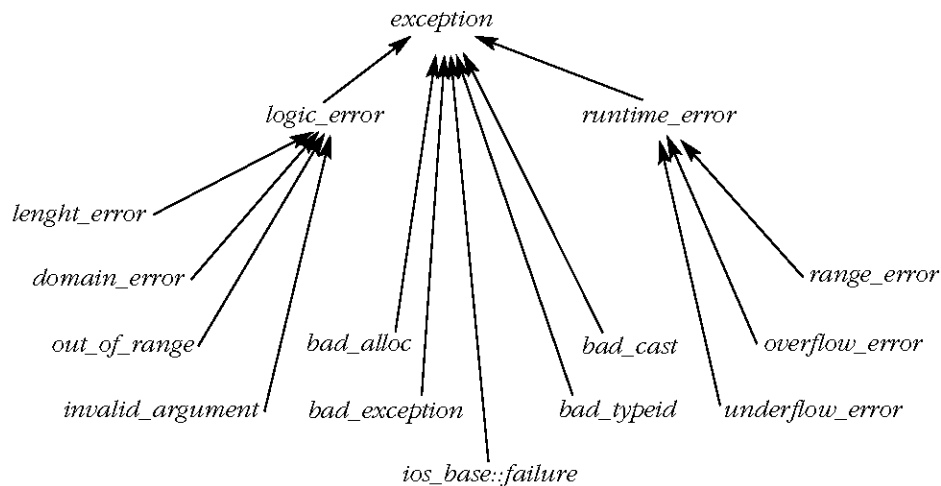 exception
logic_error
runtime_error
lenght_error
domain_error
range_error
out_of_range
bad_alloc
bad_cast
overflow_error
invalid_argument
bad_exception
bad_typeid
underflow_error
ios_base::failure